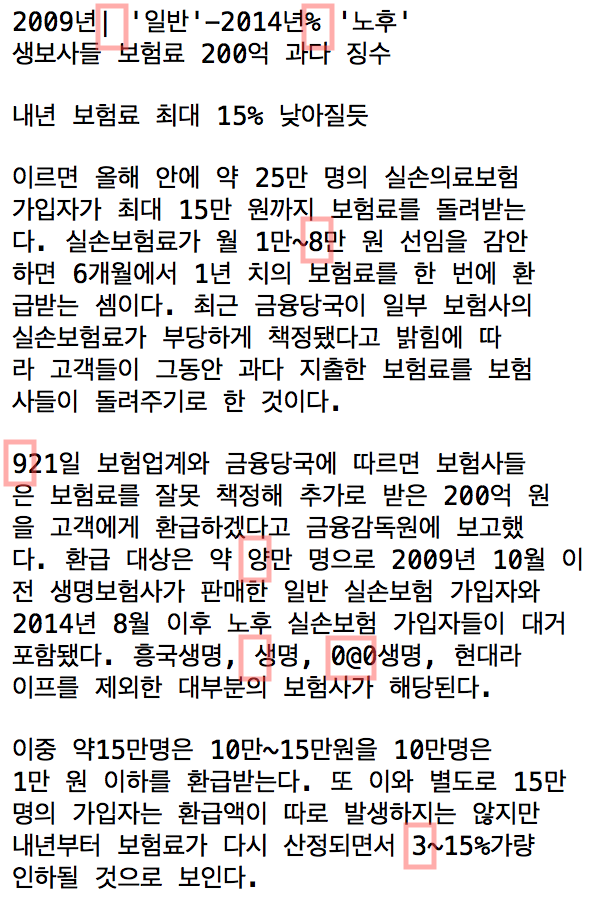 2009년| '일반'-2014년% '노후'
생보사들 보험료 200억 과다 징수
내년 보험료 최대 15% 낮아질듯
이르면 올해 안에 약 25만 명의 실손의료보험
가입자가 최대 15만 원까지 보험료를 돌려받는
다. 실손보험료가 월 1만~8만 원 선임을 감안
하면 6개월에서 1년 치의 보험료를 한 번에 환
급받는 셈이다. 최근 금융당국이 일부 보험사의
실손보험료가 부당하게 책정됐다고 밝힘에 따
라 고객들이 그동안 과다 지출한 보험료를 보험
사들이 돌려주기로 한 것이다.
921일 보험업계와 금융당국에 따르면 보험사들
은 보험료를 잘못 책정해 추가로 받은 200억 원
을 고객에게 환급하겠다고 금융감독원에 보고했
다. 환급 대상은 약 양만 명으로 2009년 10월 이
전 생명보험사가 판매한 일반 실손보험 가입자와
2014년 8월 이후 노후 실손보험 가입자들이 대거
포함됐다. 흥국생명, 생명, 0@0생명, 현대라
이프를 제외한 대부분의 보험사가 해당된다.
이중 약15만명은 10만~15만원을 10만명은
1만 원 이하를 환급받는다. 또 이와 별도로 15만
명의 가입자는 환급액이 따로 발생하지는 않지만
내년부터 보험료가 다시 산정되면서 3~15%가량
인하될 것으로 보인다.